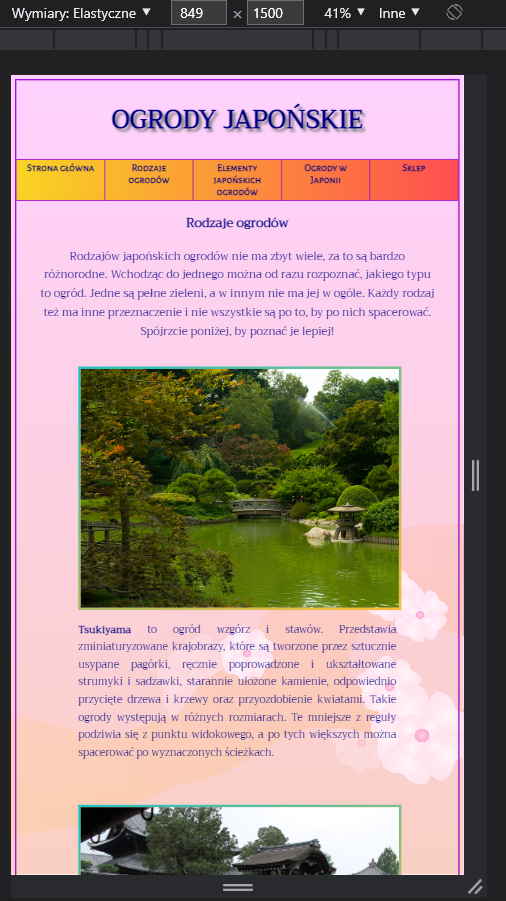 Wymiary: Elastyczne ▼ 849 × 1500 41% ▼ Inne ▼
OGRODY JAPOŃSKIE
Strona główna
Rodzaje
ogrodów
Elementy
japońskich
ogrodów
Ogrody w
Japonii
Sklep
Rodzaje ogrodów
Rodzajów japońskich ogrodów nie ma zbyt wiele, za to są bardzo
różnorodne. Wchodząc do jednego można od razu rozpoznać, jakiego typu
to ogród. Jedne są pełne zieleni, a w innym nie ma jej w ogóle. Każdy rodzaj
też ma inne przeznaczenie i nie wszystkie są po to, by po nich spacerować.
Spójrzcie poniżej, by poznać je lepiej!
Tsukiyama to ogród wzgórz i stawów. Przedstawia
zminiaturyzowane krajobrazy, które są tworzone przez sztucznie
usypane pagórki, ręcznie poprowadzone i ukształtowane
strumyki i sadzawki, starannie ułożone kamienie, odpowiednio
przycięte drzewa i krzewy oraz przyozdobienie kwiatami. Takie
ogrody występują w różnych rozmiarach. Te mniejsze z reguły
podziwia się z punktu widokowego, a po tych większych można
spacerować po wyznaczonych ścieżkach.